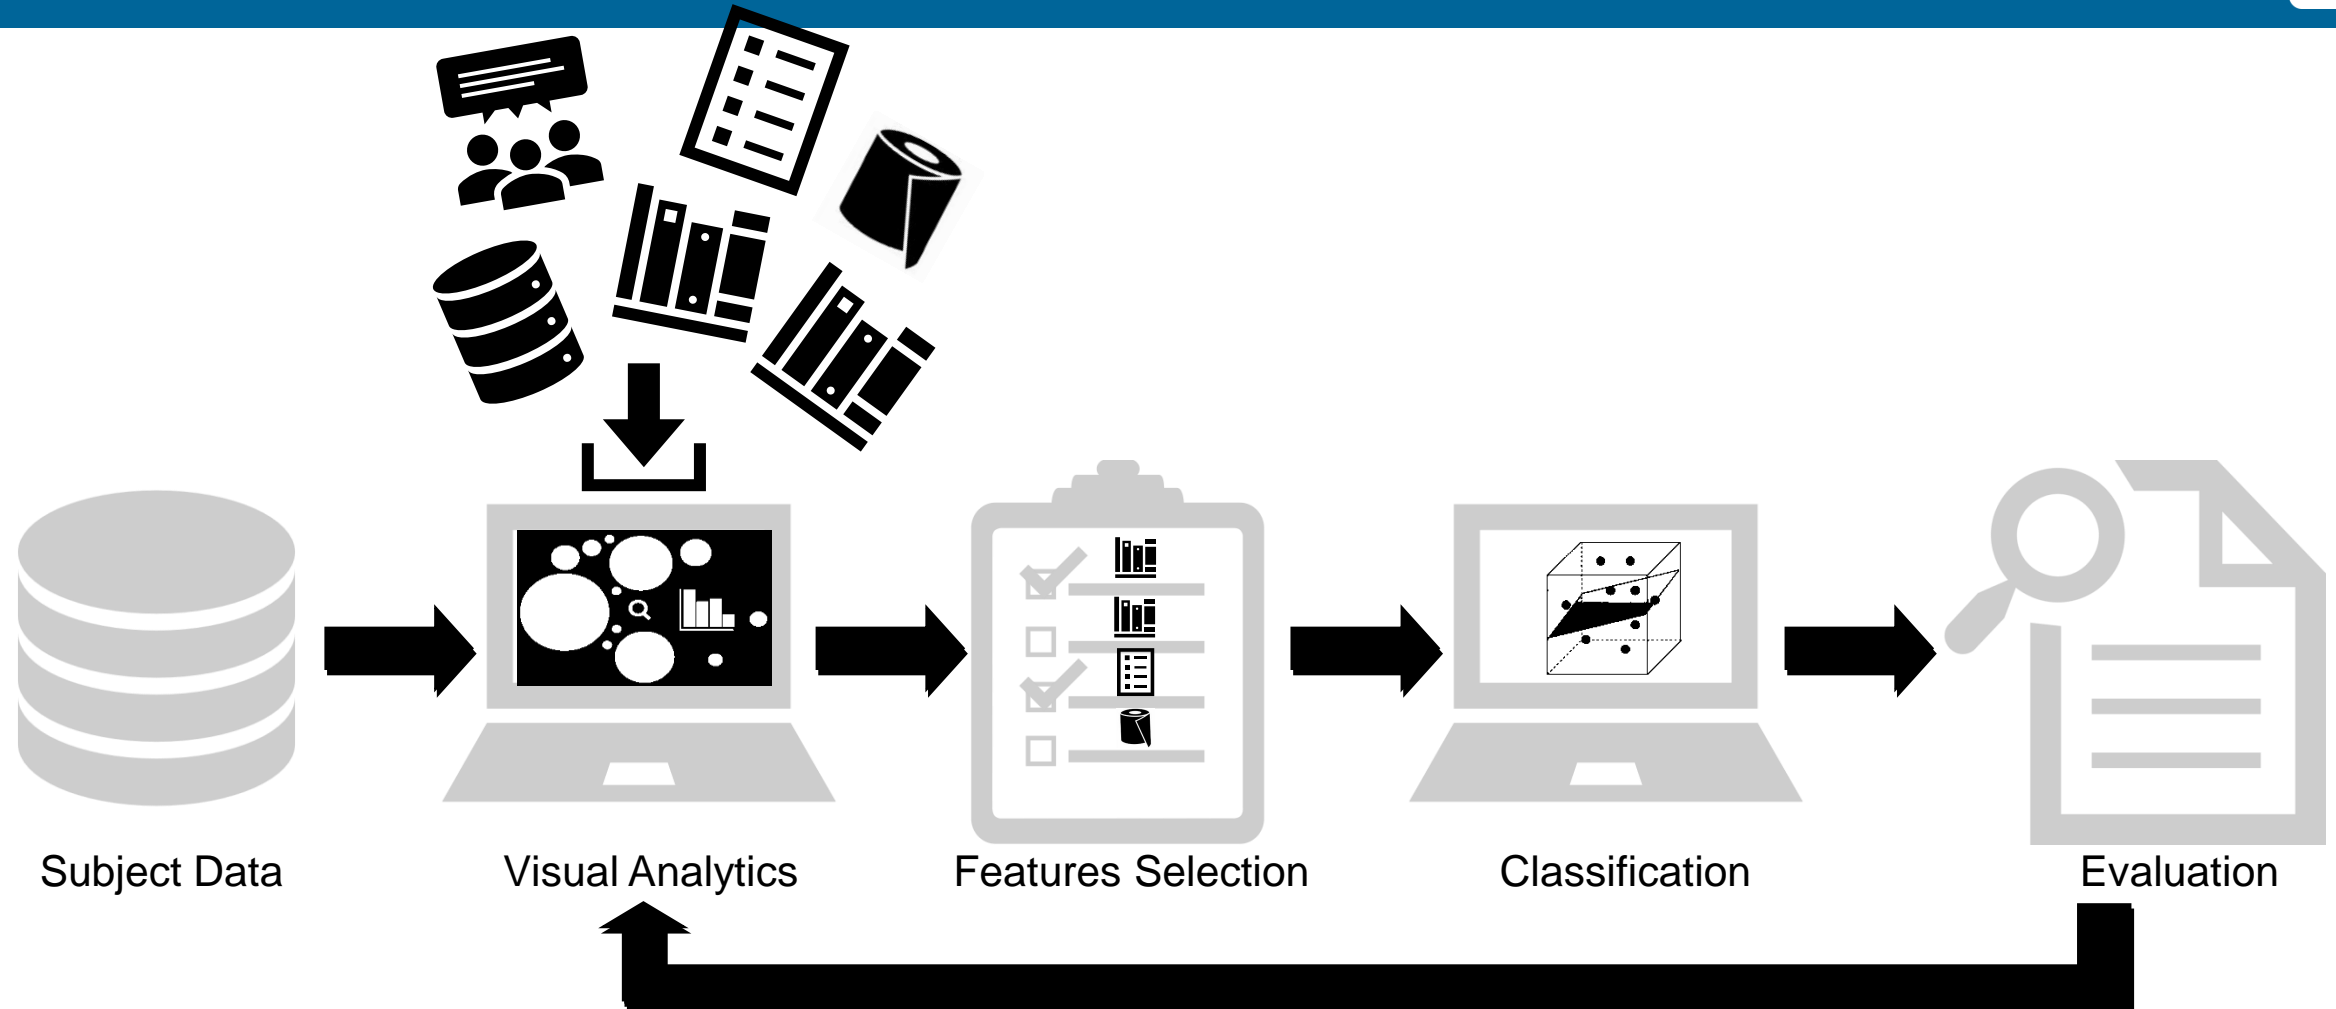 Subject Data
Visual Analytics
Features Selection
Classification
Evaluation